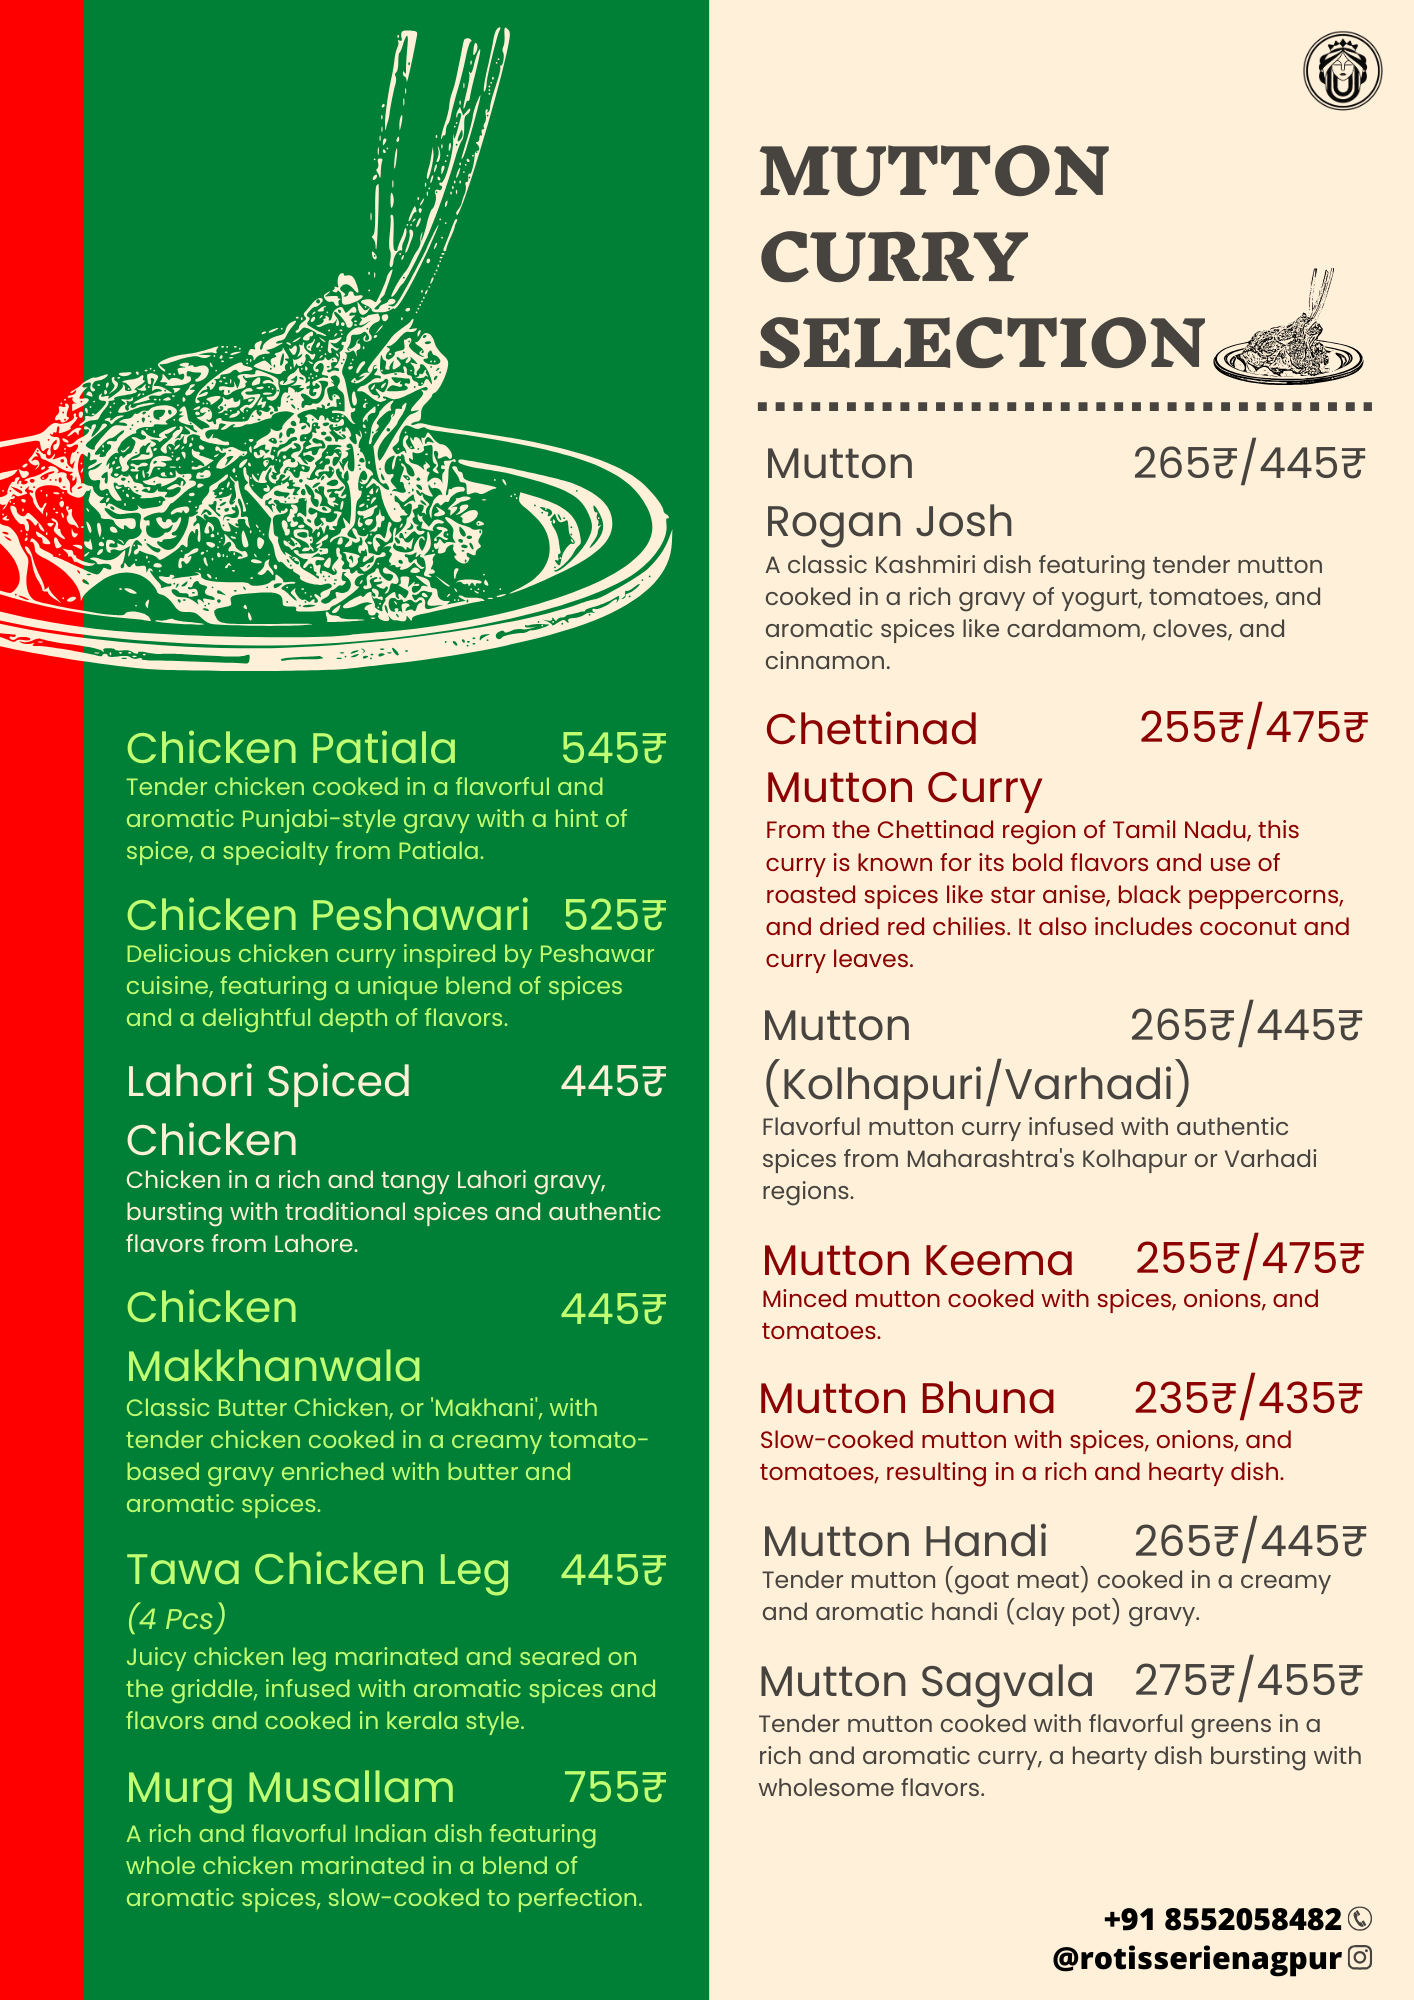 Chicken Patiala 545₹
Tender chicken cooked in a flavorful and
aromatic Punjabi-style gravy with a hint of
spice, a specialty from Patiala.
Chicken Peshawari 525₹
Delicious chicken curry inspired by Peshawar
cuisine, featuring a unique blend of spices
and a delightful depth of flavors.
Lahori Spiced 445₹
Chicken
Chicken in a rich and tangy Lahori gravy,
bursting with traditional spices and authentic
flavors from Lahore.
Chicken 445₹
Makkhanwala
Classic Butter Chicken, or 'Makhani', with
tender chicken cooked in a creamy tomato-
based gravy enriched with butter and
aromatic spices.
Tawa Chicken Leg 445₹
(4 Pcs)
Juicy chicken leg marinated and seared on
the griddle, infused with aromatic spices and
flavors and cooked in kerala style.
Murg Musallam 755₹
A rich and flavorful Indian dish featuring
whole chicken marinated in a blend of
aromatic spices, slow-cooked to perfection.
MUTTON
CURRY
SELECTION
Mutton 265₹/445₹
Rogan Josh
A classic Kashmiri dish featuring tender mutton
cooked in a rich gravy of yogurt, tomatoes, and
aromatic spices like cardamom, cloves, and
cinnamon.
Chettinad 255₹/475₹
Mutton Curry
From the Chettinad region of Tamil Nadu, this
curry is known for its bold flavors and use of
roasted spices like star anise, black peppercorns,
and dried red chilies. It also includes coconut and
curry leaves.
Mutton 265₹/445₹
(Kolhapuri/Varhadi)
Flavorful mutton curry infused with authentic
spices from Maharashtra's Kolhapur or Varhadi
regions.
Mutton Keema 255₹/475₹
Minced mutton cooked with spices, onions, and
tomatoes.
Mutton Bhuna 235₹/435₹
Slow-cooked mutton with spices, onions, and
tomatoes, resulting in a rich and hearty dish.
Mutton Handi 265₹/445₹
Tender mutton (goat meat) cooked in a creamy
and aromatic handi (clay pot) gravy.
Mutton Sagvala 275₹/455₹
Tender mutton cooked with flavorful greens in a
rich and aromatic curry, a hearty dish bursting with
wholesome flavors.
+91 8552058482
@rotisserienagpur